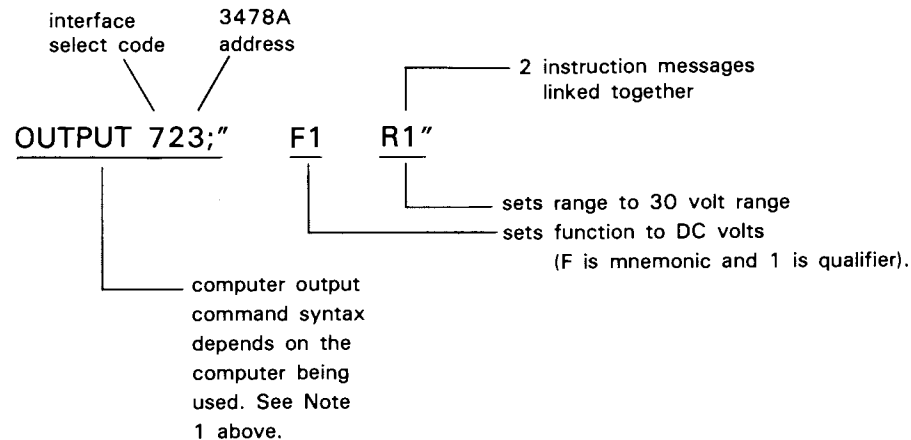 interface
select code
3478A
address
2 instruction messages
linked together
OUTPUT 723;" F1 R1"
sets range to 30 volt range
sets function to DC volts
(F is mnemonic and 1 is qualifier).
computer output
command syntax
depends on the
computer being
used. See Note
1 above.